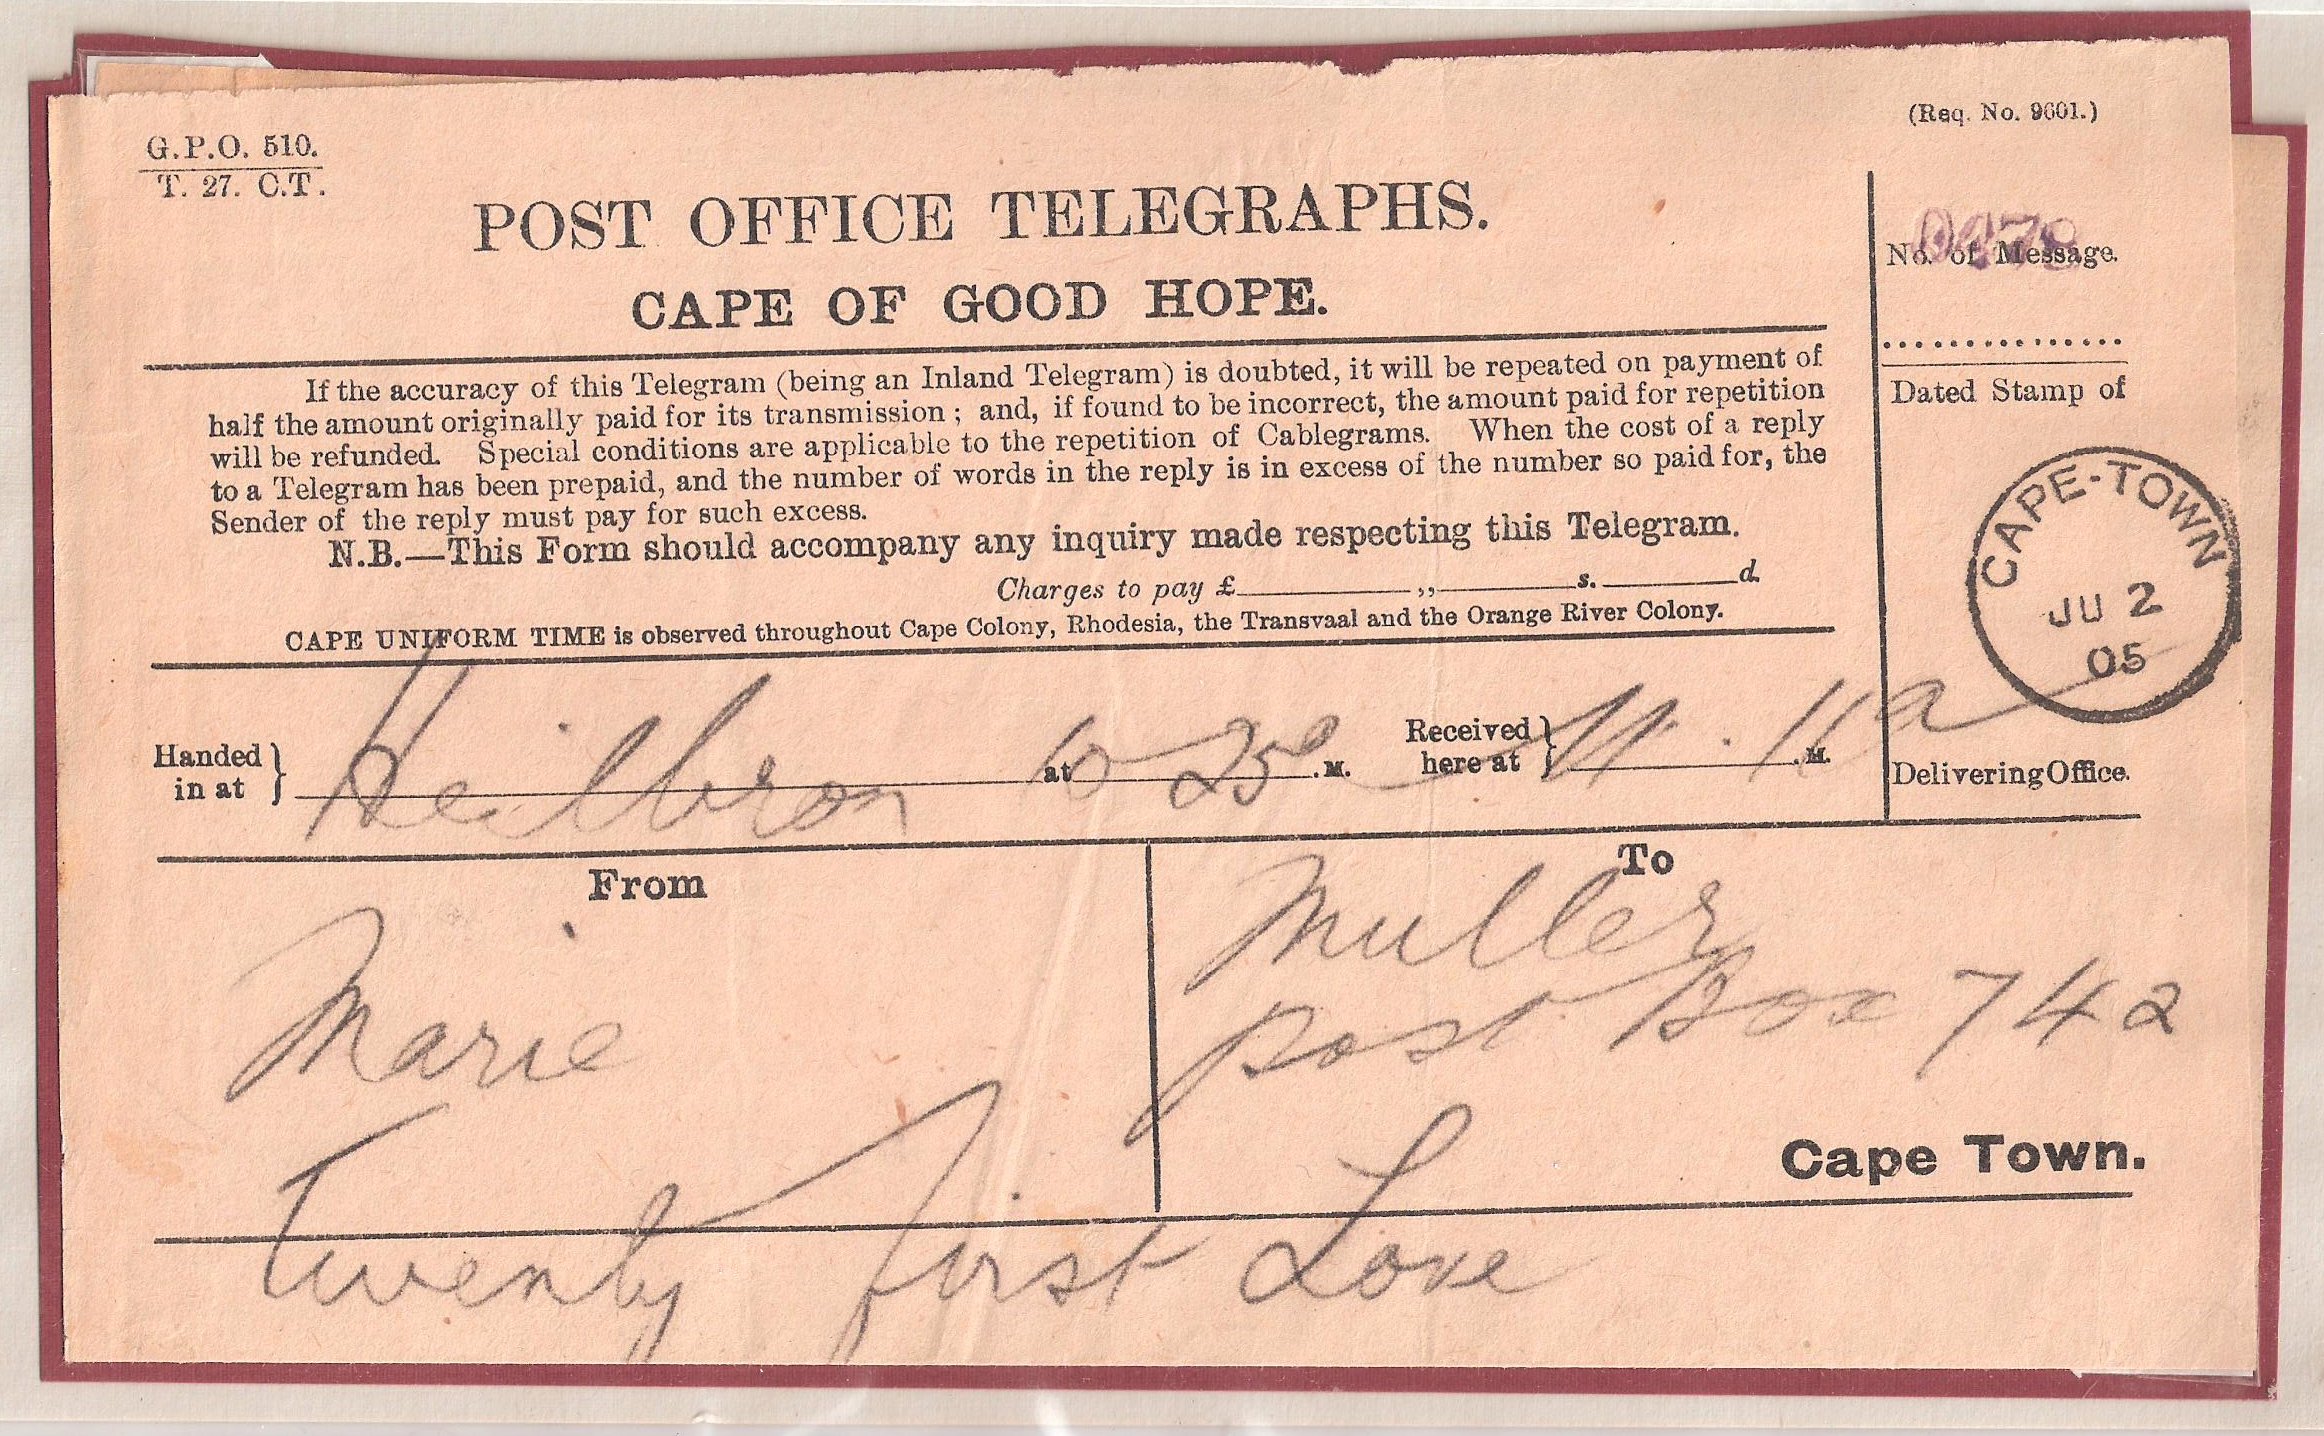 G.P.O. 510.
T. 27. C.T.
(Req. No. 9601.)
POST OFFICE TELEGRAPHS.
CAPE OF GOOD HOPE.
No. of Message.
If the accuracy of this Telegram (being an Inland Telegram) is doubted, it will be repeated on payment of
half the amount originally paid for its transmission ; and, if found to be incorrect, the amount paid for repetition
will be refunded. Special conditions are applicable to the repetition of Cablegrams. When the cost of a reply
to a Telegram has been prepaid, and the number of words in the reply is in excess of the number so paid for, the
Sender of the reply must pay for such excess.
N.B.—This Form should accompany any inquiry made respecting this Telegram.
Charges to pay £ ,, s. d.
CAPE UNIFORM TIME is observed throughout Cape Colony, Rhodesia, the Transvaal and the Orange River Colony.
Dated Stamp of
CAPE-TOWN
JU 2
05
Delivering Office.
Handed in at } Heilbron at 10 25a .M. Received here at } 11.11a .M.
From
Marie
To
Muller
post Box 742
Cape Town.
Twenty first Love